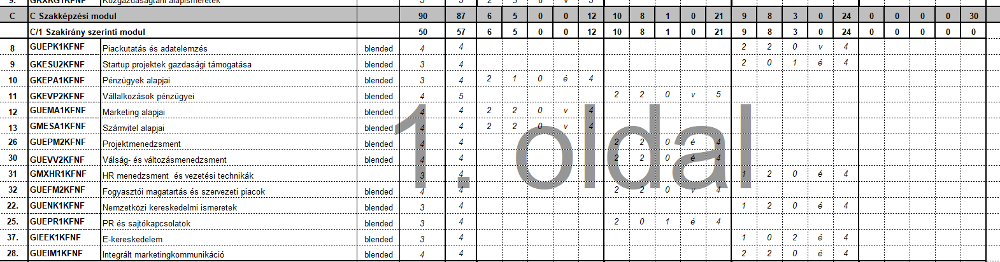 9. GKXKG1KFNF Közgazdaságtani alapismeretek 3 5 2 3 0 v 5
C C Szakképzési modul 90 87 6 5 0 0 12 10 8 1 0 21 9 8 3 0 24 0 0 0 0 30
C/1 Szakirány szerinti modul 50 57 6 5 0 0 12 10 8 1 0 21 9 8 3 0 24 0 0 0 0 0
8 GUEPK1KFNF Piackutatás és adatelemzés blended 4 4 2 2 0 v 4
9 GKESU2KFNF Startup projektek gazdasági támogatása blended 3 4 2 0 1 é 4
10 GKEPA1KFNF Pénzügyek alapjai blended 3 4 2 1 0 é 4
11 GKEVP2KFNF Vállalkozások pénzügyei blended 4 5 2 2 0 v 5
12 GUEMA1KFNF Marketing alapjai blended 4 4 2 2 0 v 4
13 GMESA1KFNF Számvitel alapjai blended 4 4 2 2 0 v 4
26 GUEPM2KFNF Projektmenedzsment blended 4 4 2 2 0 é 4
30 GUEVV2KFNF Válság- és változásmenedzsment blended 4 4 2 2 0 é 4
31 GMXHR1KFNF HR menedzsment és vezetési technikák 3 4 1 2 0 é 4
32 GUEFM2KFNF Fogyasztói magatartás és szervezeti piacok blended 4 4 2 2 0 v 4
22. GUENK1KFNF Nemzetközi kereskedelmi ismeretek blended 3 4 1 2 0 é 4
25. GUEPR1KFNF PR és sajtókapcsolatok blended 3 4 2 0 1 é 4
37. GIEEK1KFNF E-kereskedelem blended 3 4 1 0 2 é 4
28. GUEIM1KFNF Integrált marketingkommunikáció blended 4 4 2 2 0 é 4
1. oldal